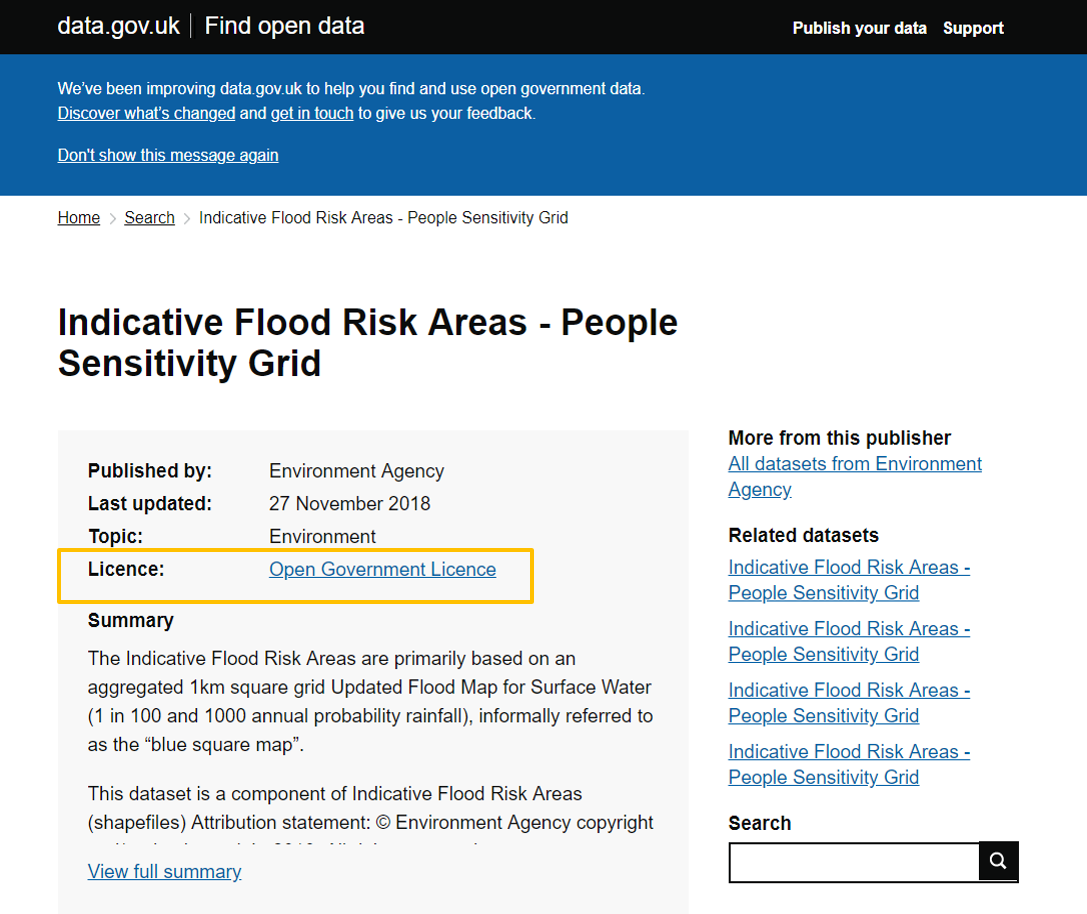 data.gov.uk | Find open data
Publish your data Support
We've been improving data.gov.uk to help you find and use open government data.
Discover what's changed and get in touch to give us your feedback.
Don't show this message again
Home > Search > Indicative Flood Risk Areas - People Sensitivity Grid
Indicative Flood Risk Areas - People
Sensitivity Grid
Published by: Environment Agency
Last updated: 27 November 2018
Topic: Environment
Licence: Open Government Licence
Summary
The Indicative Flood Risk Areas are primarily based on an
aggregated 1km square grid Updated Flood Map for Surface Water
(1 in 100 and 1000 annual probability rainfall), informally referred to
as the “blue square map”.
This dataset is a component of Indicative Flood Risk Areas
(shapefiles) Attribution statement: © Environment Agency copyright
View full summary
More from this publisher
All datasets from Environment
Agency
Related datasets
Indicative Flood Risk Areas -
People Sensitivity Grid
Indicative Flood Risk Areas -
People Sensitivity Grid
Indicative Flood Risk Areas -
People Sensitivity Grid
Indicative Flood Risk Areas -
People Sensitivity Grid
Search